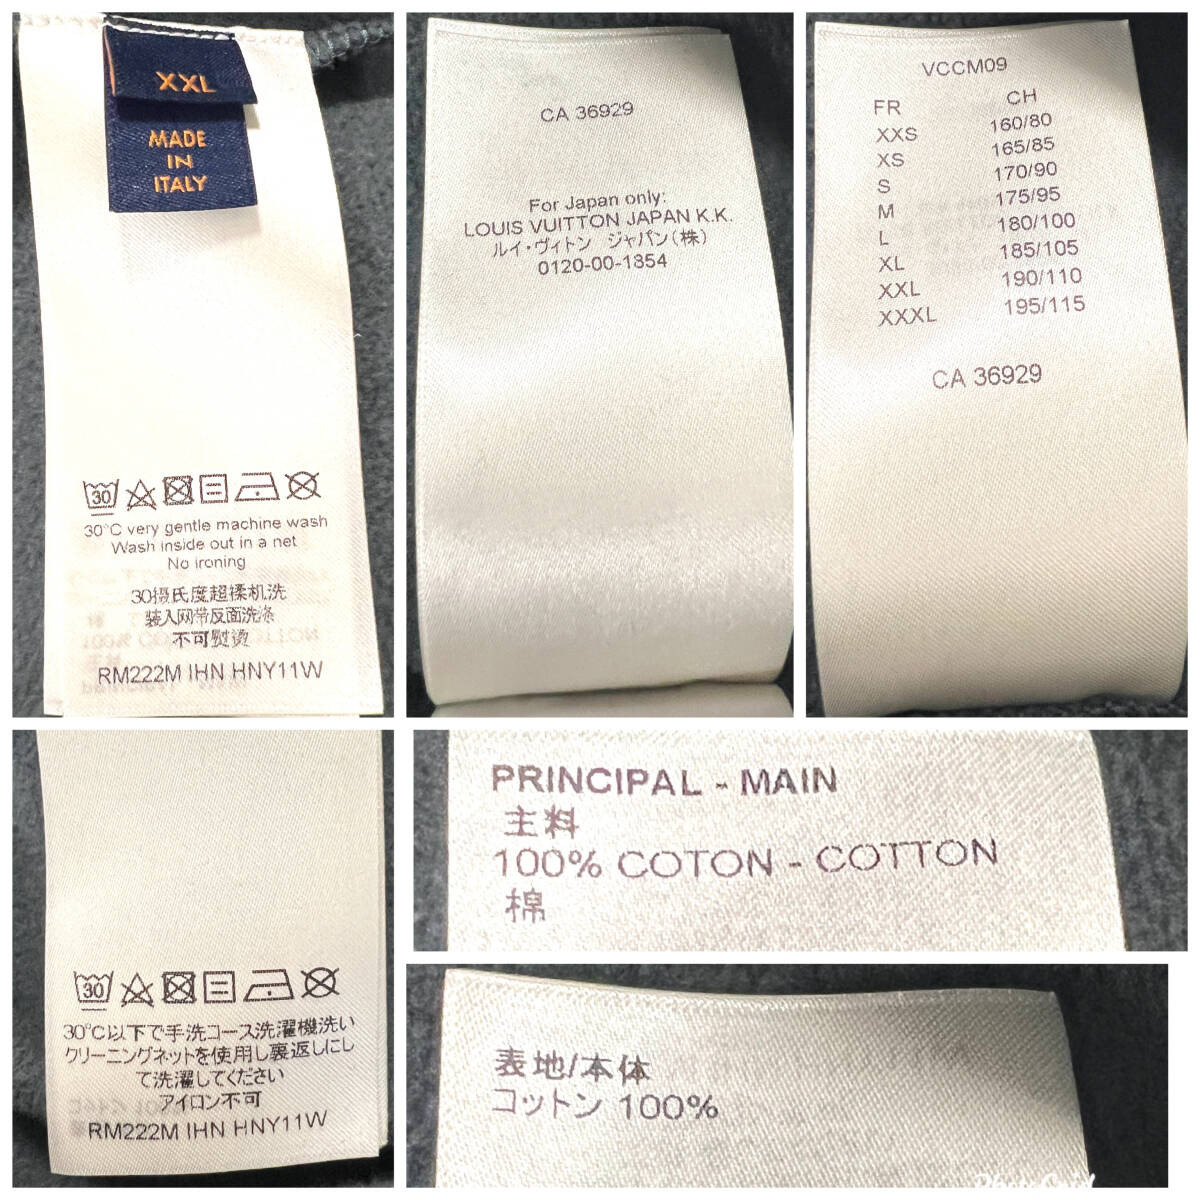 XXL
MADE
IN
ITALY
30
30°C very gentle machine wash
Wash inside out in a net
No ironing
30摄氏度超揉机洗
装入网带反面洗涤
不可熨烫
RM222M IHN HNY11W
CA 36929
For Japan only:
LOUIS VUITTON JAPAN K.K.
ルイ・ヴィトン ジャパン(株)
0120-00-1854
VCCM09
FR CH
XXS 160/80
XS 165/85
S 170/90
M 175/95
L 180/100
XL 185/105
XXL 190/110
XXXL 195/115
CA 36929
30
30°C以下で手洗コース洗濯機洗い
クリーニングネットを使用し裏返しにし
て洗濯してください
アイロン不可
RM222M IHN HNY11W
PRINCIPAL - MAIN
主料
100% COTON - COTTON
棉
表地/本体
コットン 100%